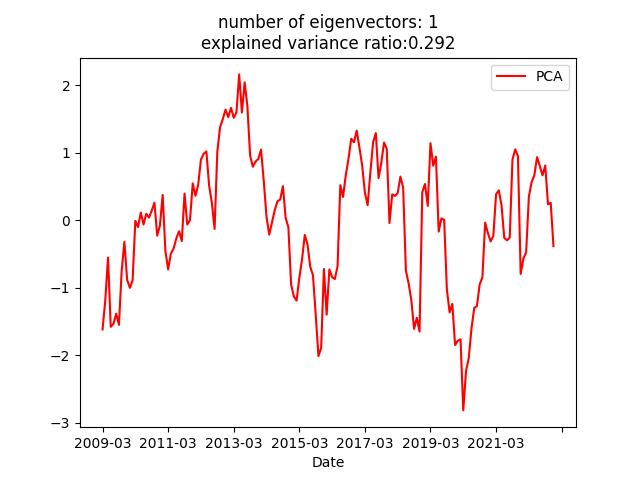 number of eigenvectors: 1
explained variance ratio:0.292
PCA
2
1
0
−1
−2
−3
2009-03 2011-03 2013-03 2015-03 2017-03 2019-03 2021-03
Date